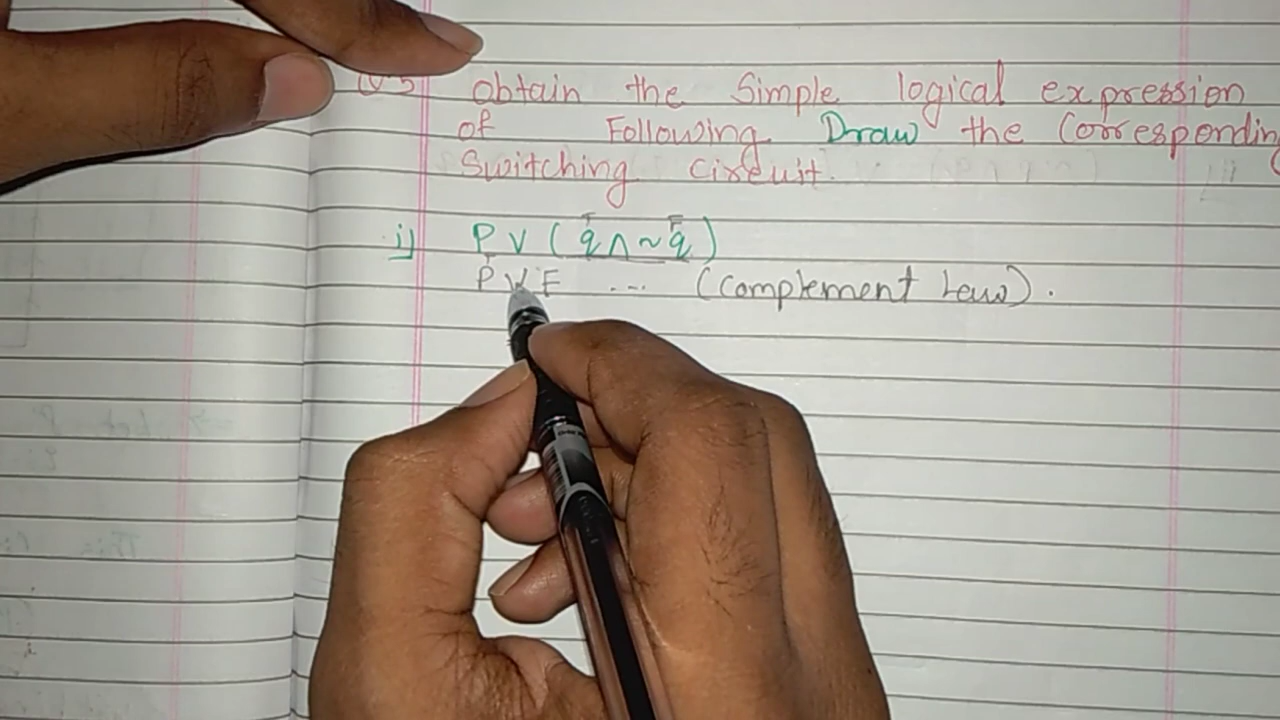 Q5 obtain the Simple logical expression
of Following Draw the Corresponding
Switching Circuit.
i) P V ( q ∧ ~ q )
P V F ... (Complement Law).